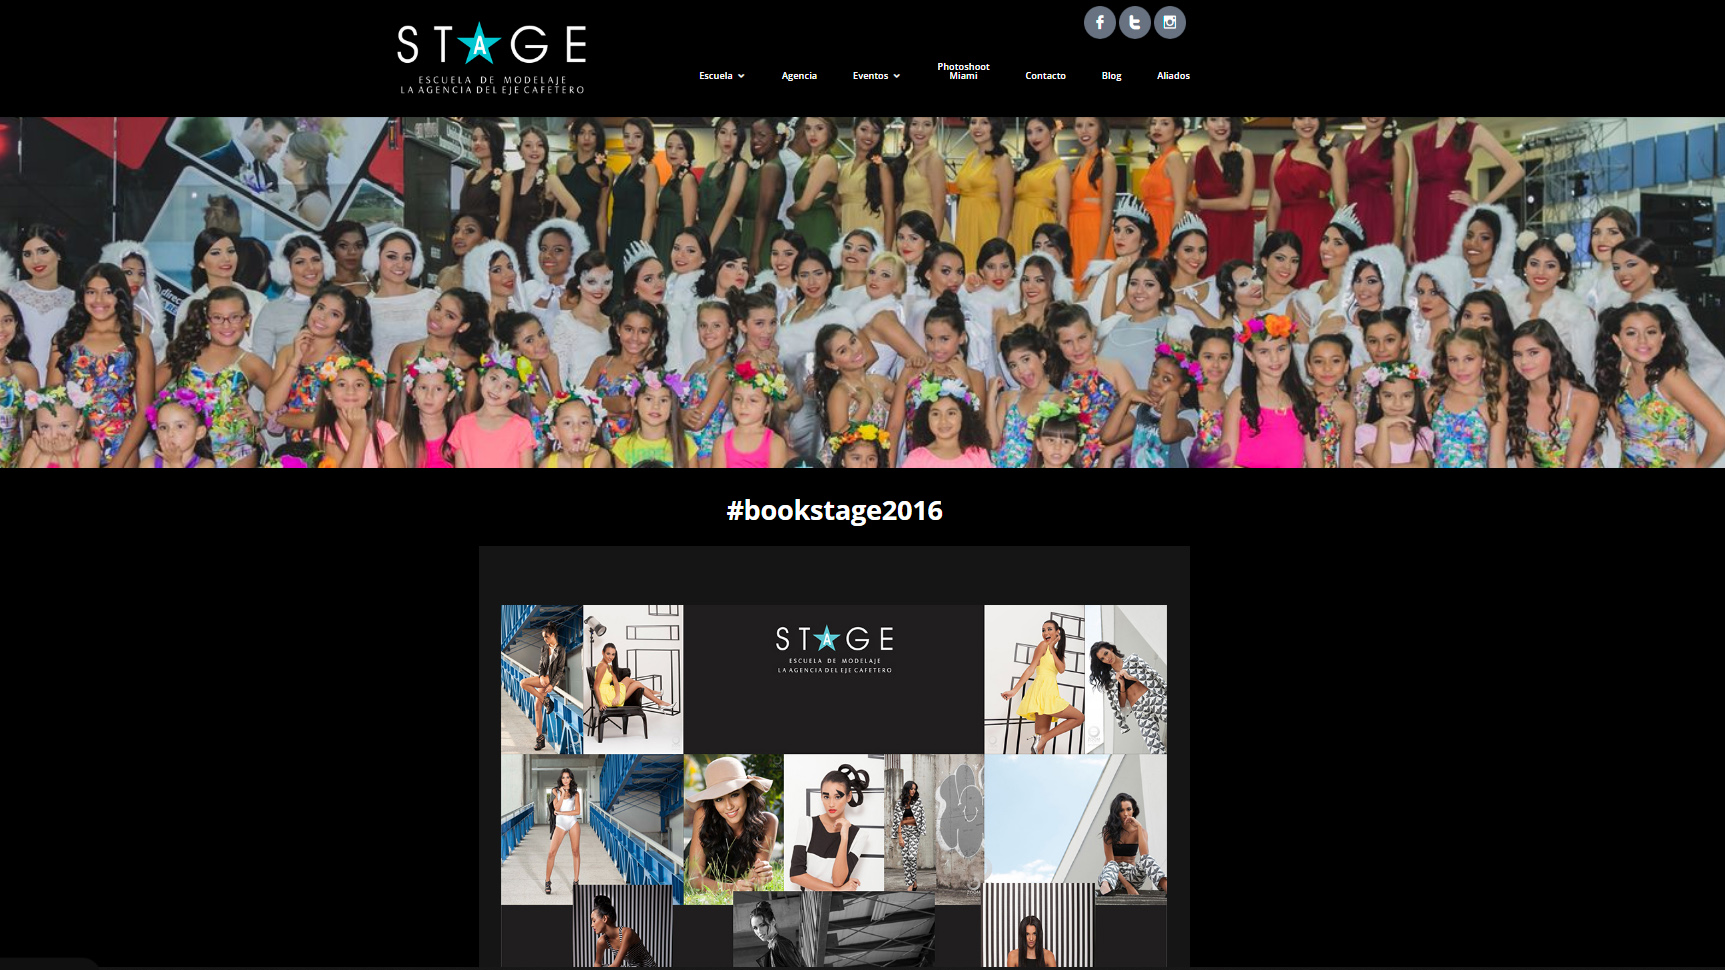 STAGE
ESCUELA DE MODELAJE
LA AGENCIA DEL EJE CAFETERO
Escuela
Agencia
Eventos
Photoshoot
Miami
Contacto
Blog
Aliados
#bookstage2016
STAGE
ESCUELA DE MODELAJE
LA AGENCIA DEL EJE CAFETERO